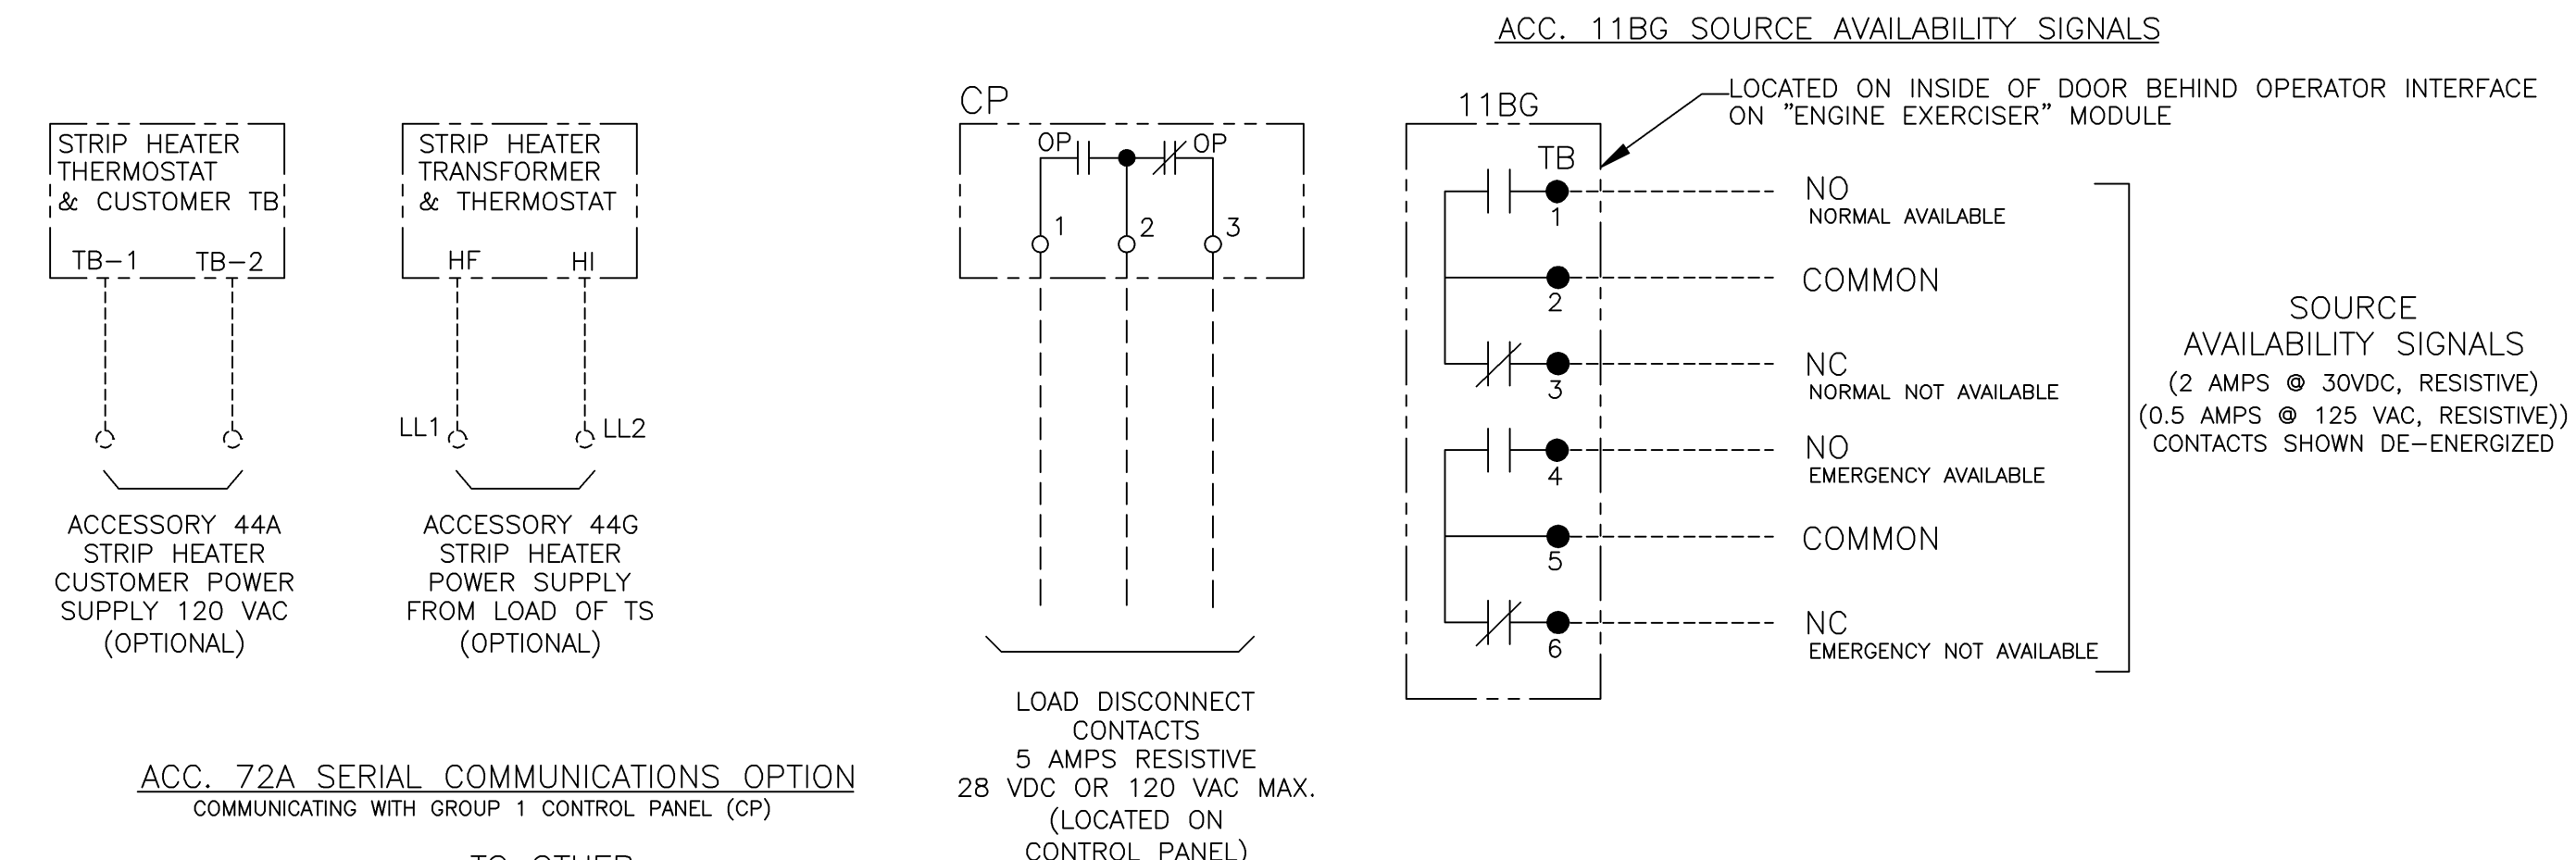 ACC. 11BG SOURCE AVAILABILITY SIGNALS
LOCATED ON INSIDE OF DOOR BEHIND OPERATOR INTERFACE
ON "ENGINE EXERCISER" MODULE
STRIP HEATER
THERMOSTAT
& CUSTOMER TB
TB-1 TB-2
ACCESSORY 44A
STRIP HEATER
CUSTOMER POWER
SUPPLY 120 VAC
(OPTIONAL)
STRIP HEATER
TRANSFORMER
& THERMOSTAT
HF HI
LL1 LL2
ACCESSORY 44G
STRIP HEATER
POWER SUPPLY
FROM LOAD OF TS
(OPTIONAL)
CP
OP OP
1 2 3
LOAD DISCONNECT
CONTACTS
5 AMPS RESISTIVE
28 VDC OR 120 VAC MAX.
(LOCATED ON
CONTROL PANEL)
11BG
TB
1
NO
NORMAL AVAILABLE
2
COMMON
3
NC
NORMAL NOT AVAILABLE
4
NO
EMERGENCY AVAILABLE
5
COMMON
6
NC
EMERGENCY NOT AVAILABLE
SOURCE
AVAILABILITY SIGNALS
(2 AMPS @ 30VDC, RESISTIVE)
(0.5 AMPS @ 125 VAC, RESISTIVE))
CONTACTS SHOWN DE-ENERGIZED
ACC. 72A SERIAL COMMUNICATIONS OPTION
COMMUNICATING WITH GROUP 1 CONTROL PANEL (CP)
TO OTHER